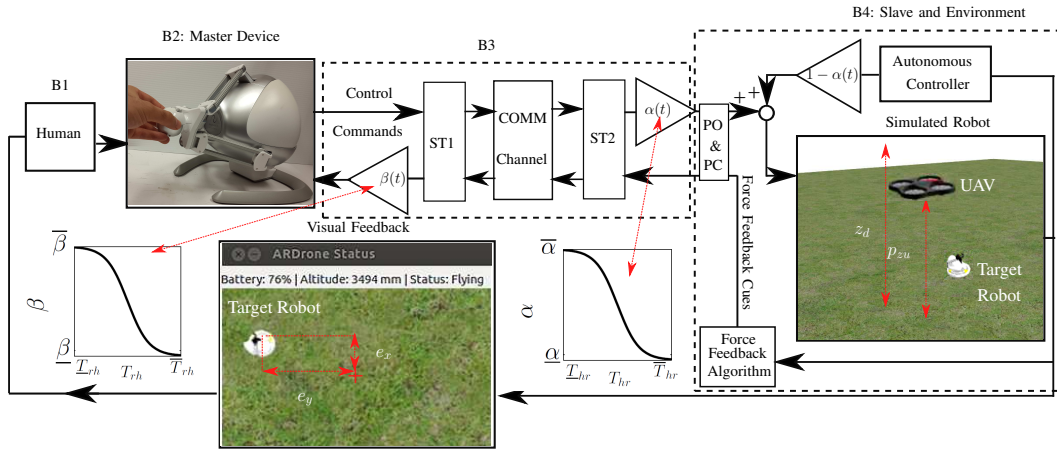 B4: Slave and Environment
B2: Master Device
B3
B1
Human
Control
Commands
β(t)
ST1
COMM
Channel
ST2
α(t)
PO
&
PC
+
+
1 − α(t)
Autonomous
Controller
Simulated Robot
UAV
z_d
p_zu
Target
Robot
Force Feedback Cues
Force
Feedback
Algorithm
Visual Feedback
ARDrone Status
Battery: 76% | Altitude: 3494 mm | Status: Flying
Target Robot
e_x
e_y
β̅
β
β̲
T̲_rh
T_rh
T̅_rh
α̅
α
α̲
T̲_hr
T_hr
T̅_hr